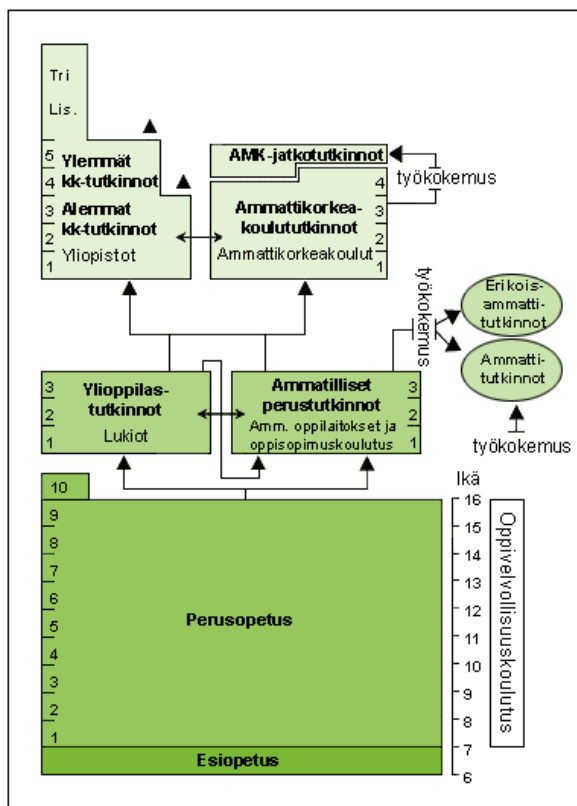 Tri
Lis.
5
4
3
2
1
Ylemmät
kk-tutkinnot
Alemmat
kk-tutkinnot
Yliopistot
AMK-jatkotutkinnot
työkokemus
Ammattikorkea-
koulututkinnot
Ammattikorkeakoulut
4
3
2
1
työkokemus
Erikois-
ammatti-
tutkinnot
Ammatti-
tutkinnot
työkokemus
3
2
1
Ylioppilas-
tutkinnot
Lukiot
Ammatilliset
perustutkinnot
Amm. oppilaitokset ja
oppisopimuskoulutus
3
2
1
10
9
8
7
6
5
4
3
2
1
Perusopetus
Esiopetus
Ikä
16
15
14
13
12
11
10
9
8
7
6
Oppivelvollisuuskoulutus